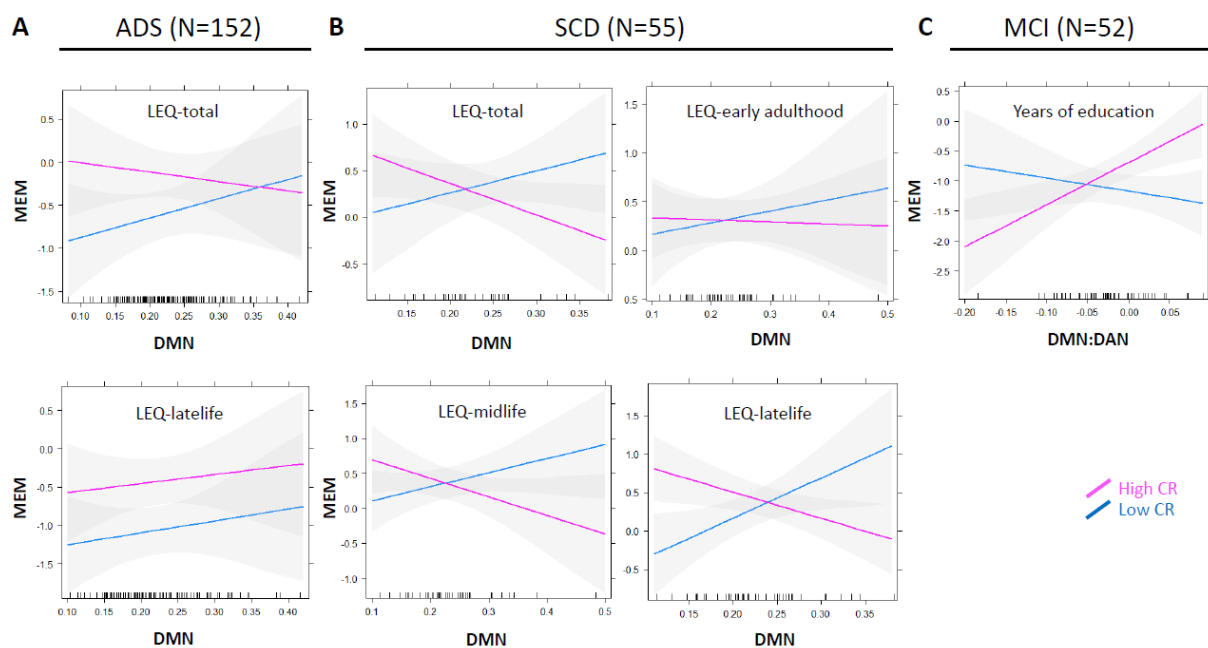 A ADS (N=152) B SCD (N=55) C MCI (N=52)
LEQ-total
MEM
0.5
0.0
-0.5
-1.0
-1.5
0.10 0.15 0.20 0.25 0.30 0.35 0.40
DMN
LEQ-total
MEM
1.0
0.5
0.0
-0.5
0.15 0.20 0.25 0.30 0.35
DMN
LEQ-early adulthood
1.5
1.0
0.5
0.0
0.5
0.1 0.2 0.3 0.4 0.5
DMN
Years of education
MEM
0.5
0.0
-0.5
-1.0
-1.5
-2.0
-2.5
-0.20 -0.15 -0.10 -0.05 0.00 0.05
DMN:DAN
LEQ-latelife
MEM
0.5
0.0
-0.5
-1.0
-1.5
0.10 0.15 0.20 0.25 0.30 0.35 0.40
DMN
LEQ-midlife
MEM
1.5
1.0
0.5
0.0
-0.5
-1.0
0.1 0.2 0.3 0.4 0.5
DMN
LEQ-latelife
1.5
1.0
0.5
0.0
-0.5
0.15 0.20 0.25 0.30 0.35
DMN
High CR
Low CR